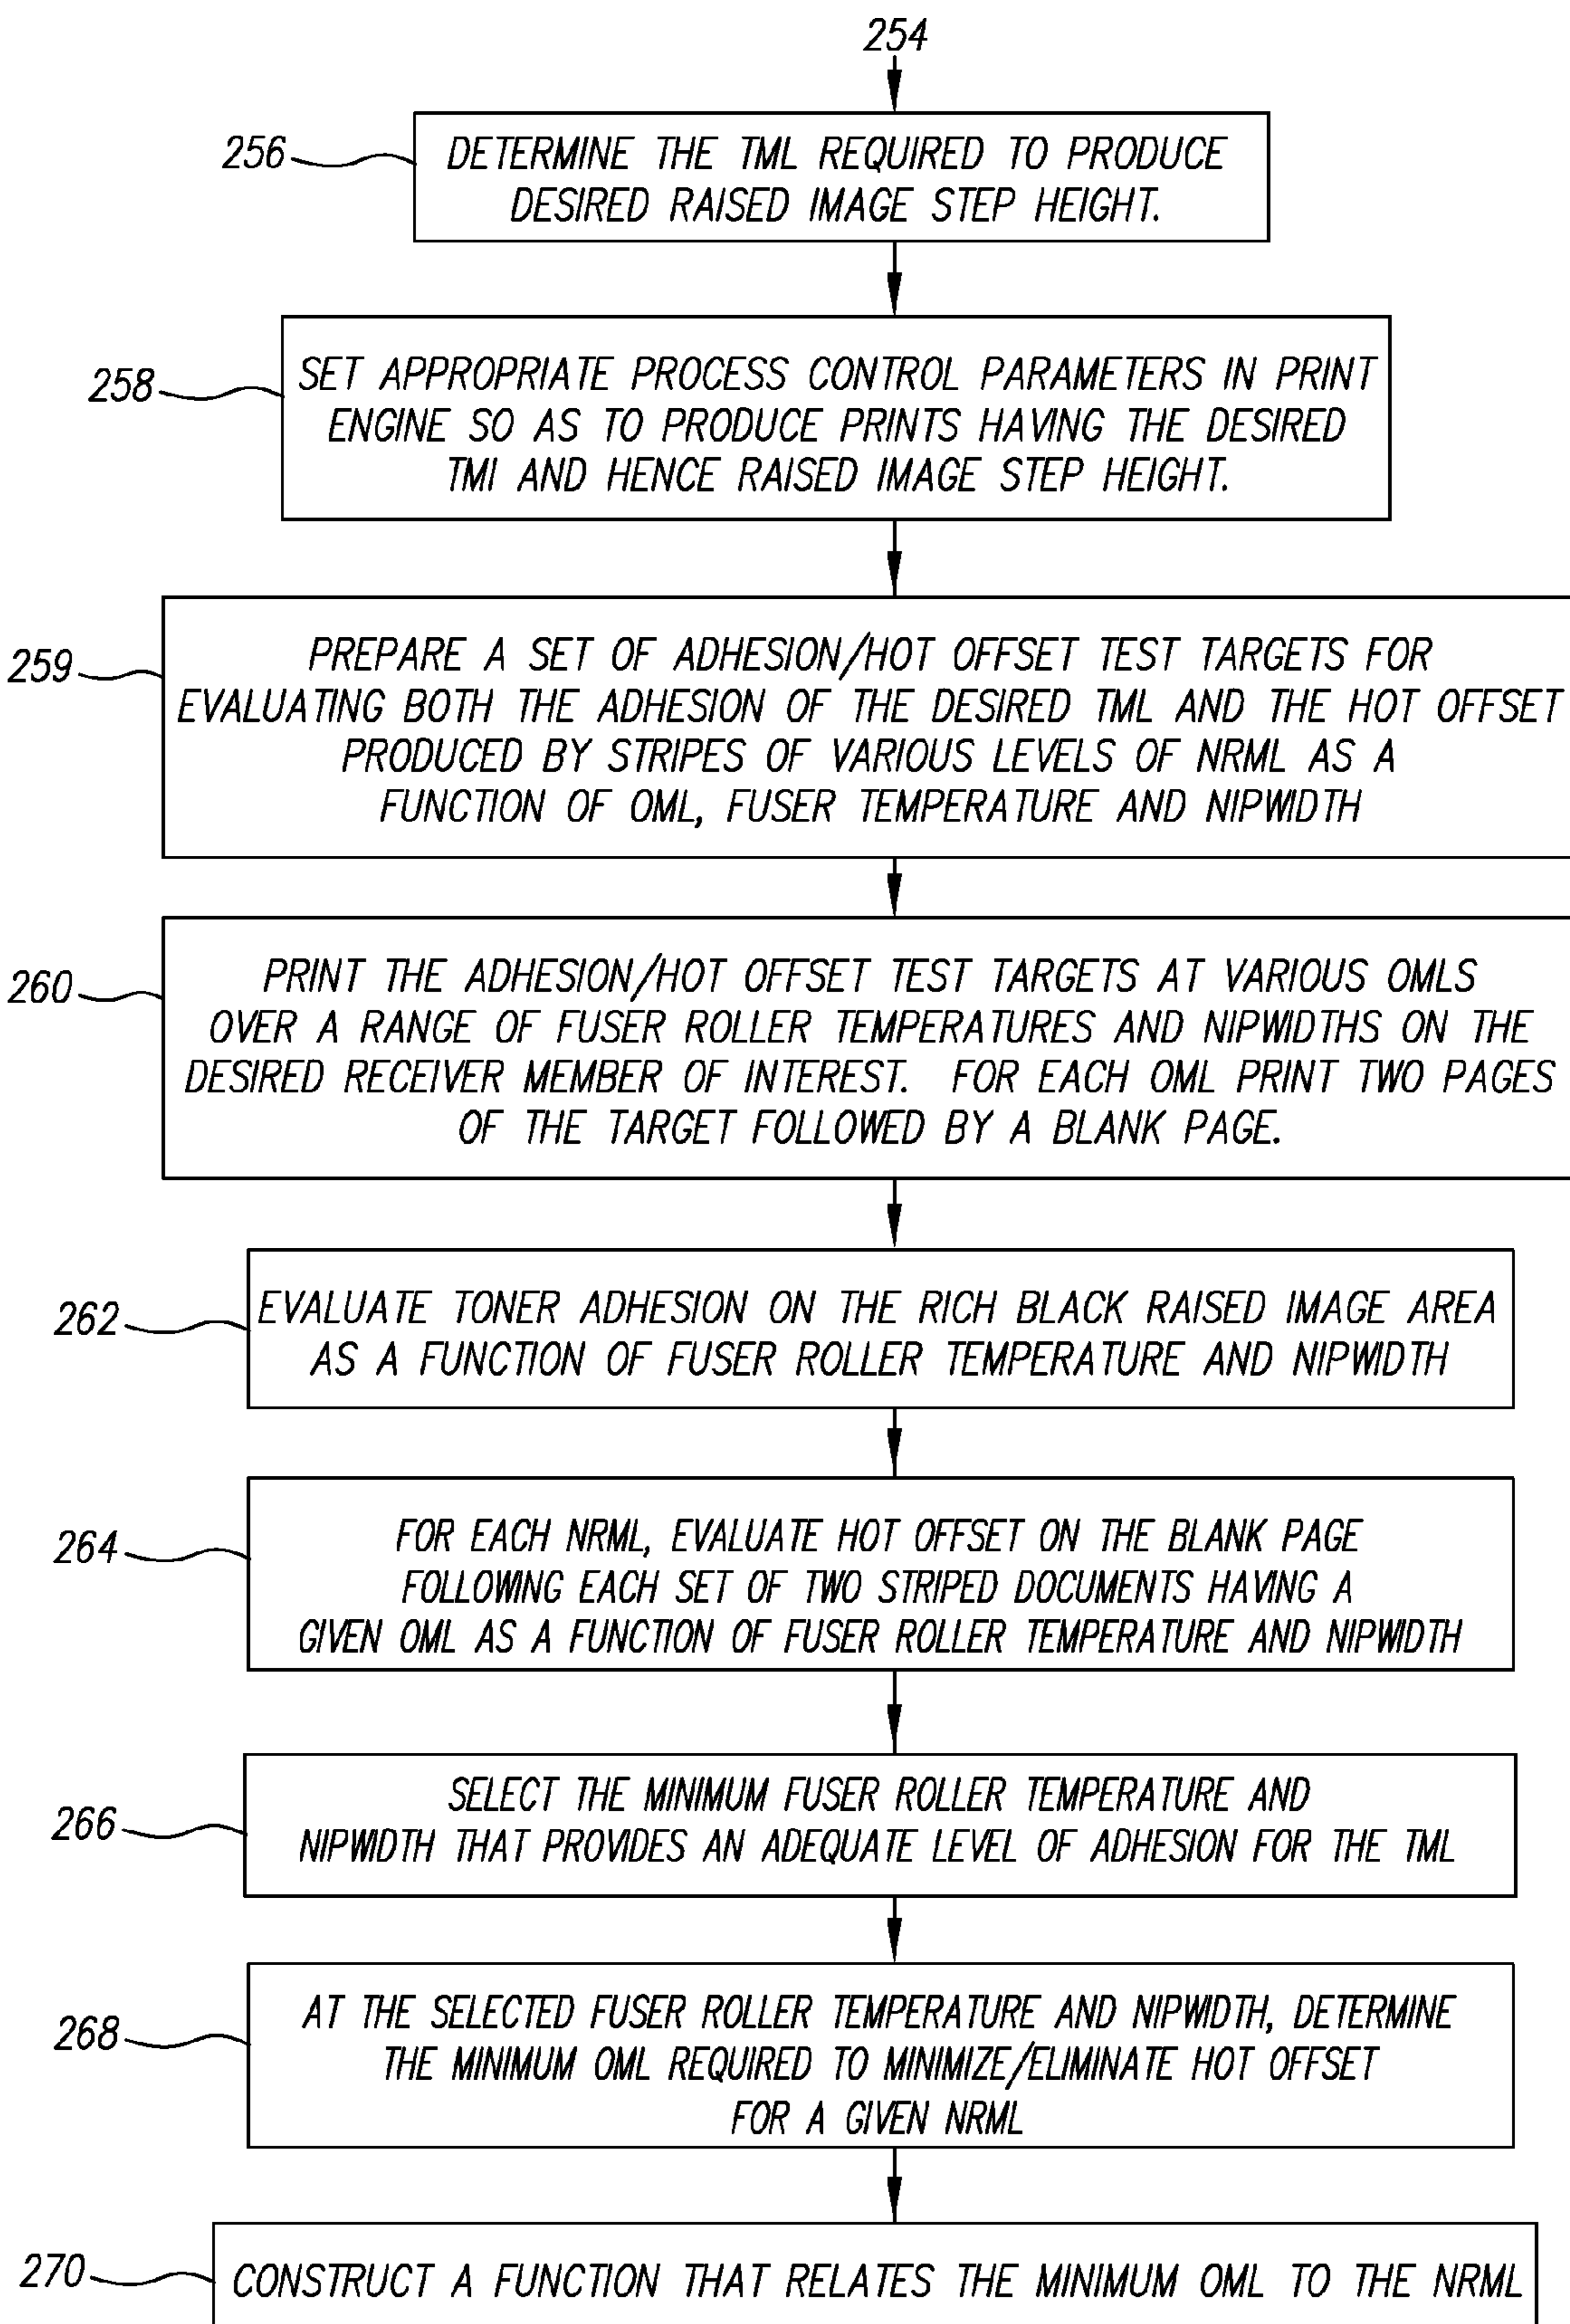 254
256
DETERMINE THE TML REQUIRED TO PRODUCE
DESIRED RAISED IMAGE STEP HEIGHT.
258
SET APPROPRIATE PROCESS CONTROL PARAMETERS IN PRINT
ENGINE SO AS TO PRODUCE PRINTS HAVING THE DESIRED
TMI AND HENCE RAISED IMAGE STEP HEIGHT.
259
PREPARE A SET OF ADHESION/HOT OFFSET TEST TARGETS FOR
EVALUATING BOTH THE ADHESION OF THE DESIRED TML AND THE HOT OFFSET
PRODUCED BY STRIPES OF VARIOUS LEVELS OF NRML AS A
FUNCTION OF OML, FUSER TEMPERATURE AND NIPWIDTH
260
PRINT THE ADHESION/HOT OFFSET TEST TARGETS AT VARIOUS OMLS
OVER A RANGE OF FUSER ROLLER TEMPERATURES AND NIPWIDTHS ON THE
DESIRED RECEIVER MEMBER OF INTEREST. FOR EACH OML PRINT TWO PAGES
OF THE TARGET FOLLOWED BY A BLANK PAGE.
262
EVALUATE TONER ADHESION ON THE RICH BLACK RAISED IMAGE AREA
AS A FUNCTION OF FUSER ROLLER TEMPERATURE AND NIPWIDTH
264
FOR EACH NRML, EVALUATE HOT OFFSET ON THE BLANK PAGE
FOLLOWING EACH SET OF TWO STRIPED DOCUMENTS HAVING A
GIVEN OML AS A FUNCTION OF FUSER ROLLER TEMPERATURE AND NIPWIDTH
266
SELECT THE MINIMUM FUSER ROLLER TEMPERATURE AND
NIPWIDTH THAT PROVIDES AN ADEQUATE LEVEL OF ADHESION FOR THE TML
268
AT THE SELECTED FUSER ROLLER TEMPERATURE AND NIPWIDTH, DETERMINE
THE MINIMUM OML REQUIRED TO MINIMIZE/ELIMINATE HOT OFFSET
FOR A GIVEN NRML
270
CONSTRUCT A FUNCTION THAT RELATES THE MINIMUM OML TO THE NRML